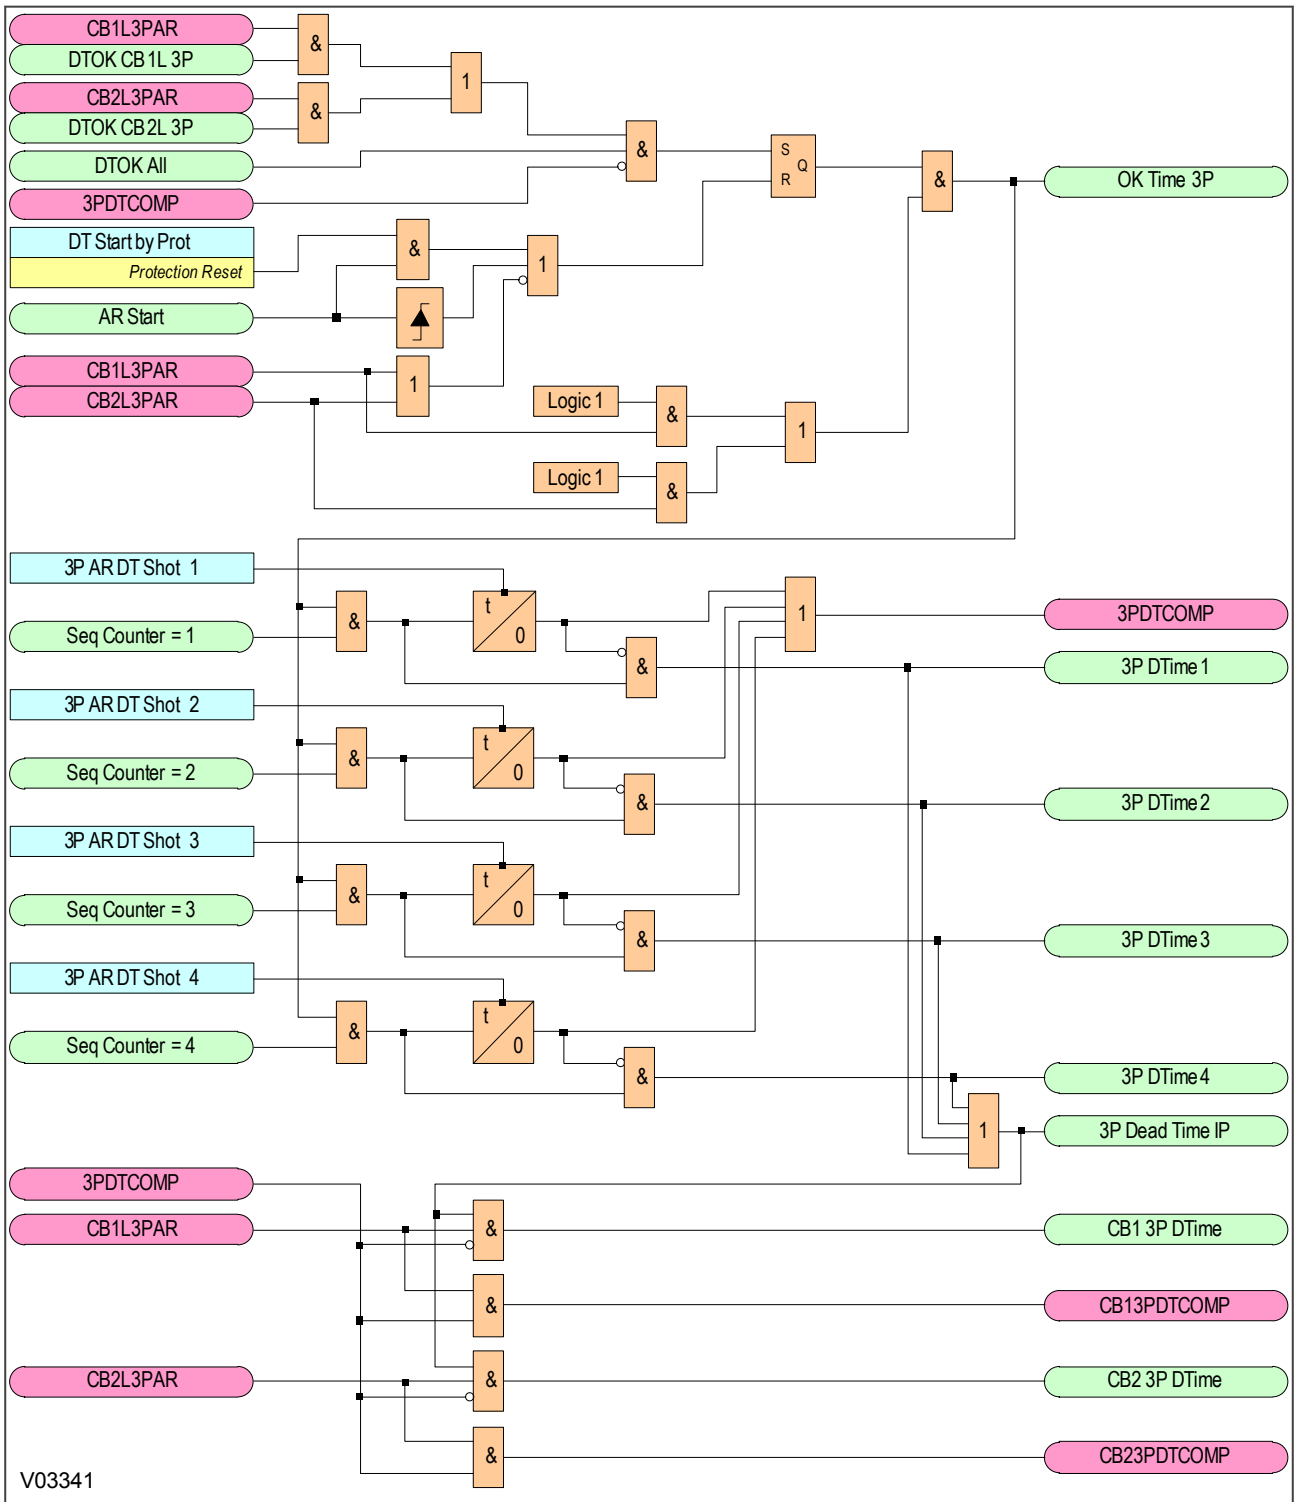 CB1L3PAR
&
DTOK CB1L 3P
1
CB2L3PAR
&
DTOK CB2L 3P
DTOK All
&
S
Q
R
&
OK Time 3P
3PDTCOMP
DT Start by Prot
&
Protection Reset
1
AR Start
CB1L3PAR
1
CB2L3PAR
Logic 1
&
1
Logic 1
&
3P AR DT Shot 1
&
t
0
1
3PDTCOMP
Seq Counter = 1
&
3P DTime 1
3P AR DT Shot 2
&
t
0
Seq Counter = 2
&
3P DTime 2
3P AR DT Shot 3
&
t
0
Seq Counter = 3
&
3P DTime 3
3P AR DT Shot 4
&
t
0
Seq Counter = 4
&
3P DTime 4
1
3P Dead Time IP
3PDTCOMP
CB1L3PAR
&
CB1 3P DTime
&
CB13PDTCOMP
CB2L3PAR
&
CB2 3P DTime
&
CB23PDTCOMP
V03341